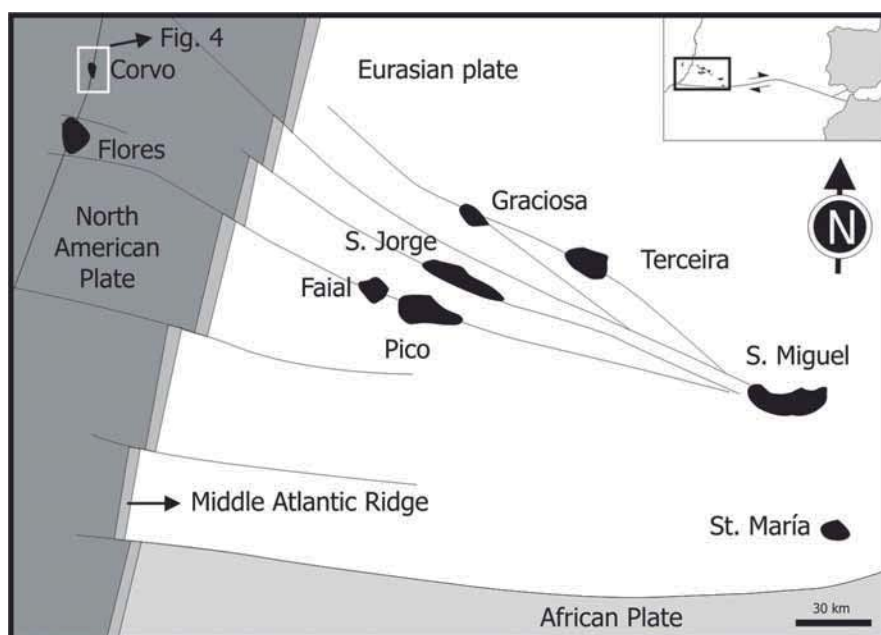 Fig. 4
Corvo
Eurasian plate
Flores
Graciosa
N
North
American
Plate
S. Jorge
Terceira
Faial
Pico
S. Miguel
Middle Atlantic Ridge
St. María
African Plate
30 km